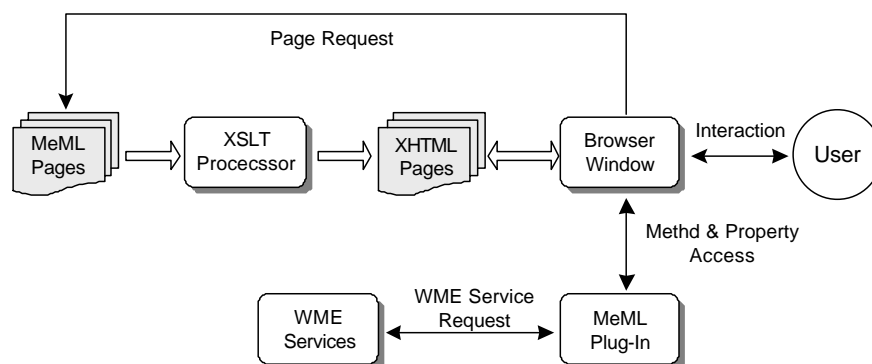 Page Request
MeML
Pages
XSLT
Procecssor
XHTML
Pages
Browser
Window
Interaction
User
Methd & Property
Access
WME
Services
WME Service
Request
MeML
Plug-In